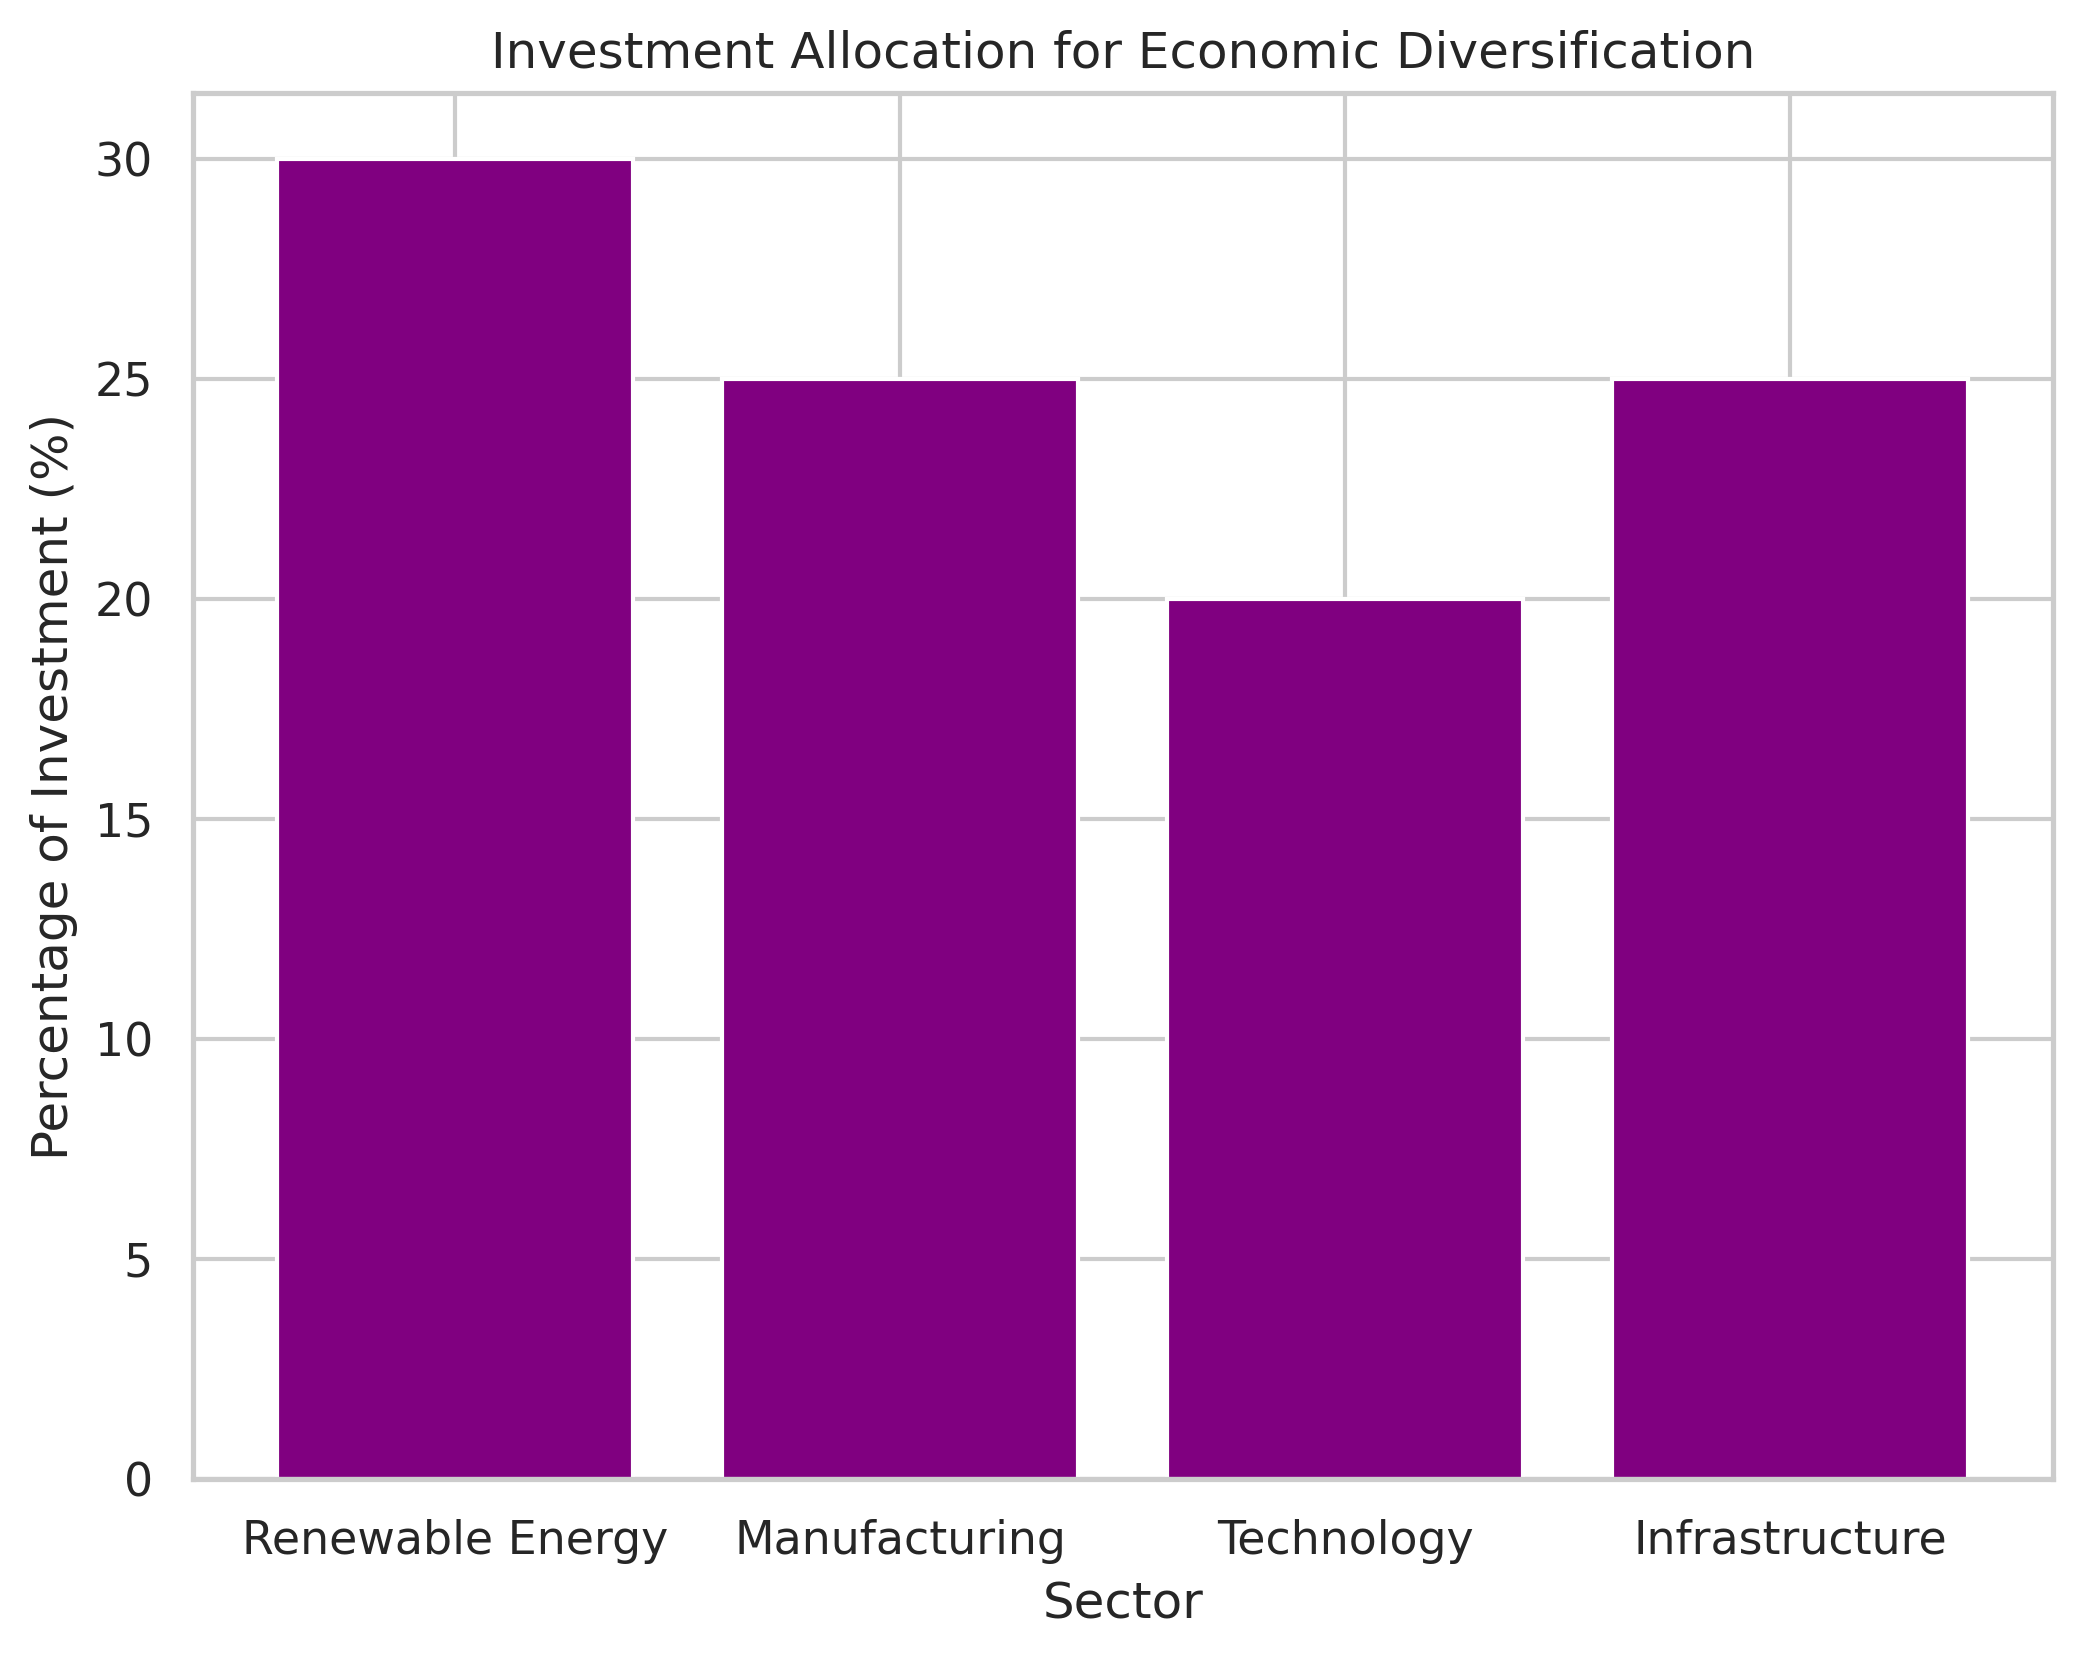 Investment Allocation for Economic Diversification
Percentage of Investment (%)
30
25
20
15
10
5
0
Renewable Energy Manufacturing Technology Infrastructure
Sector